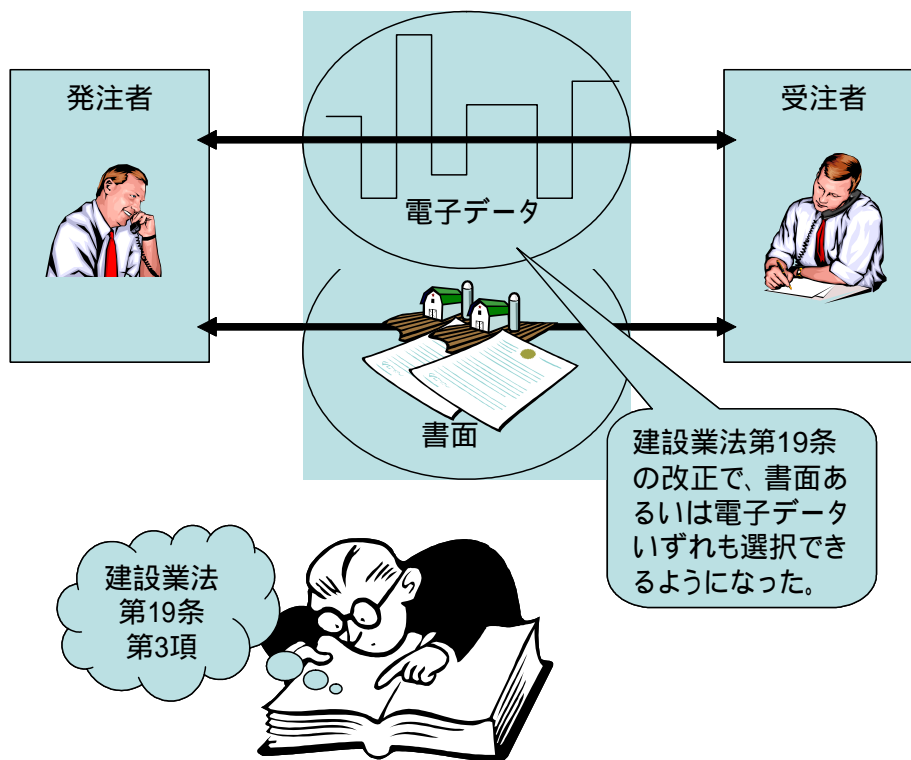 発注者
受注者
電子データ
書面
建設業法第19条
の改正で、書面あ
るいは電子データ
いずれも選択でき
るようになった。
建設業法
第19条
第3項